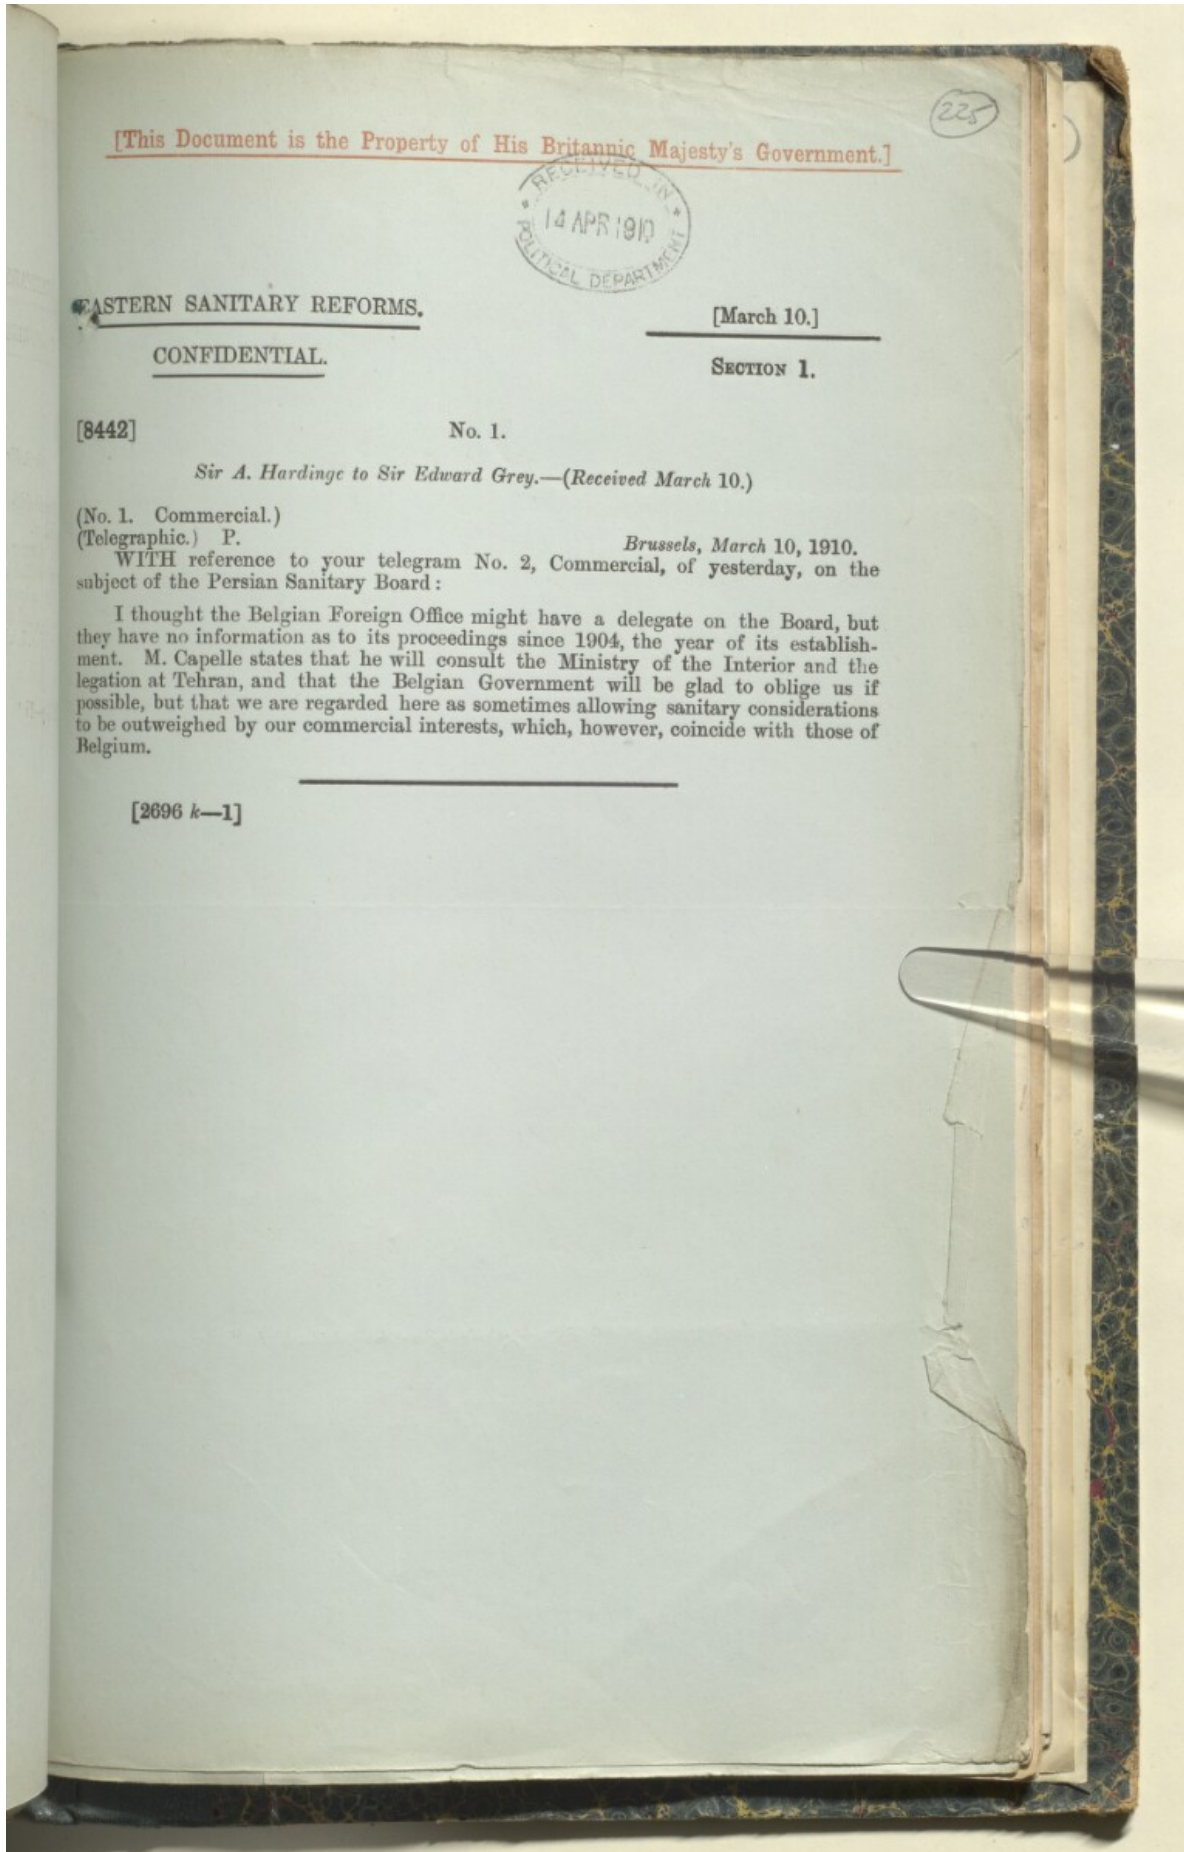 225
[This Document is the Property of His Britannic Majesty's Government.]
* RECEIVED IN *
14 APR 1910
POLITICAL DEPARTMENT
EASTERN SANITARY REFORMS.
[March 10.]
CONFIDENTIAL.
SECTION 1.
[8442]
No. 1.
Sir A. Hardinge to Sir Edward Grey.—(Received March 10.)
(No. 1. Commercial.)
(Telegraphic.) P.
Brussels, March 10, 1910.
WITH reference to your telegram No. 2, Commercial, of yesterday, on the
subject of the Persian Sanitary Board:
I thought the Belgian Foreign Office might have a delegate on the Board, but
they have no information as to its proceedings since 1904, the year of its establish-
ment. M. Capelle states that he will consult the Ministry of the Interior and the
legation at Tehran, and that the Belgian Government will be glad to oblige us if
possible, but that we are regarded here as sometimes allowing sanitary considerations
to be outweighed by our commercial interests, which, however, coincide with those of
Belgium.
[2696 k—1]